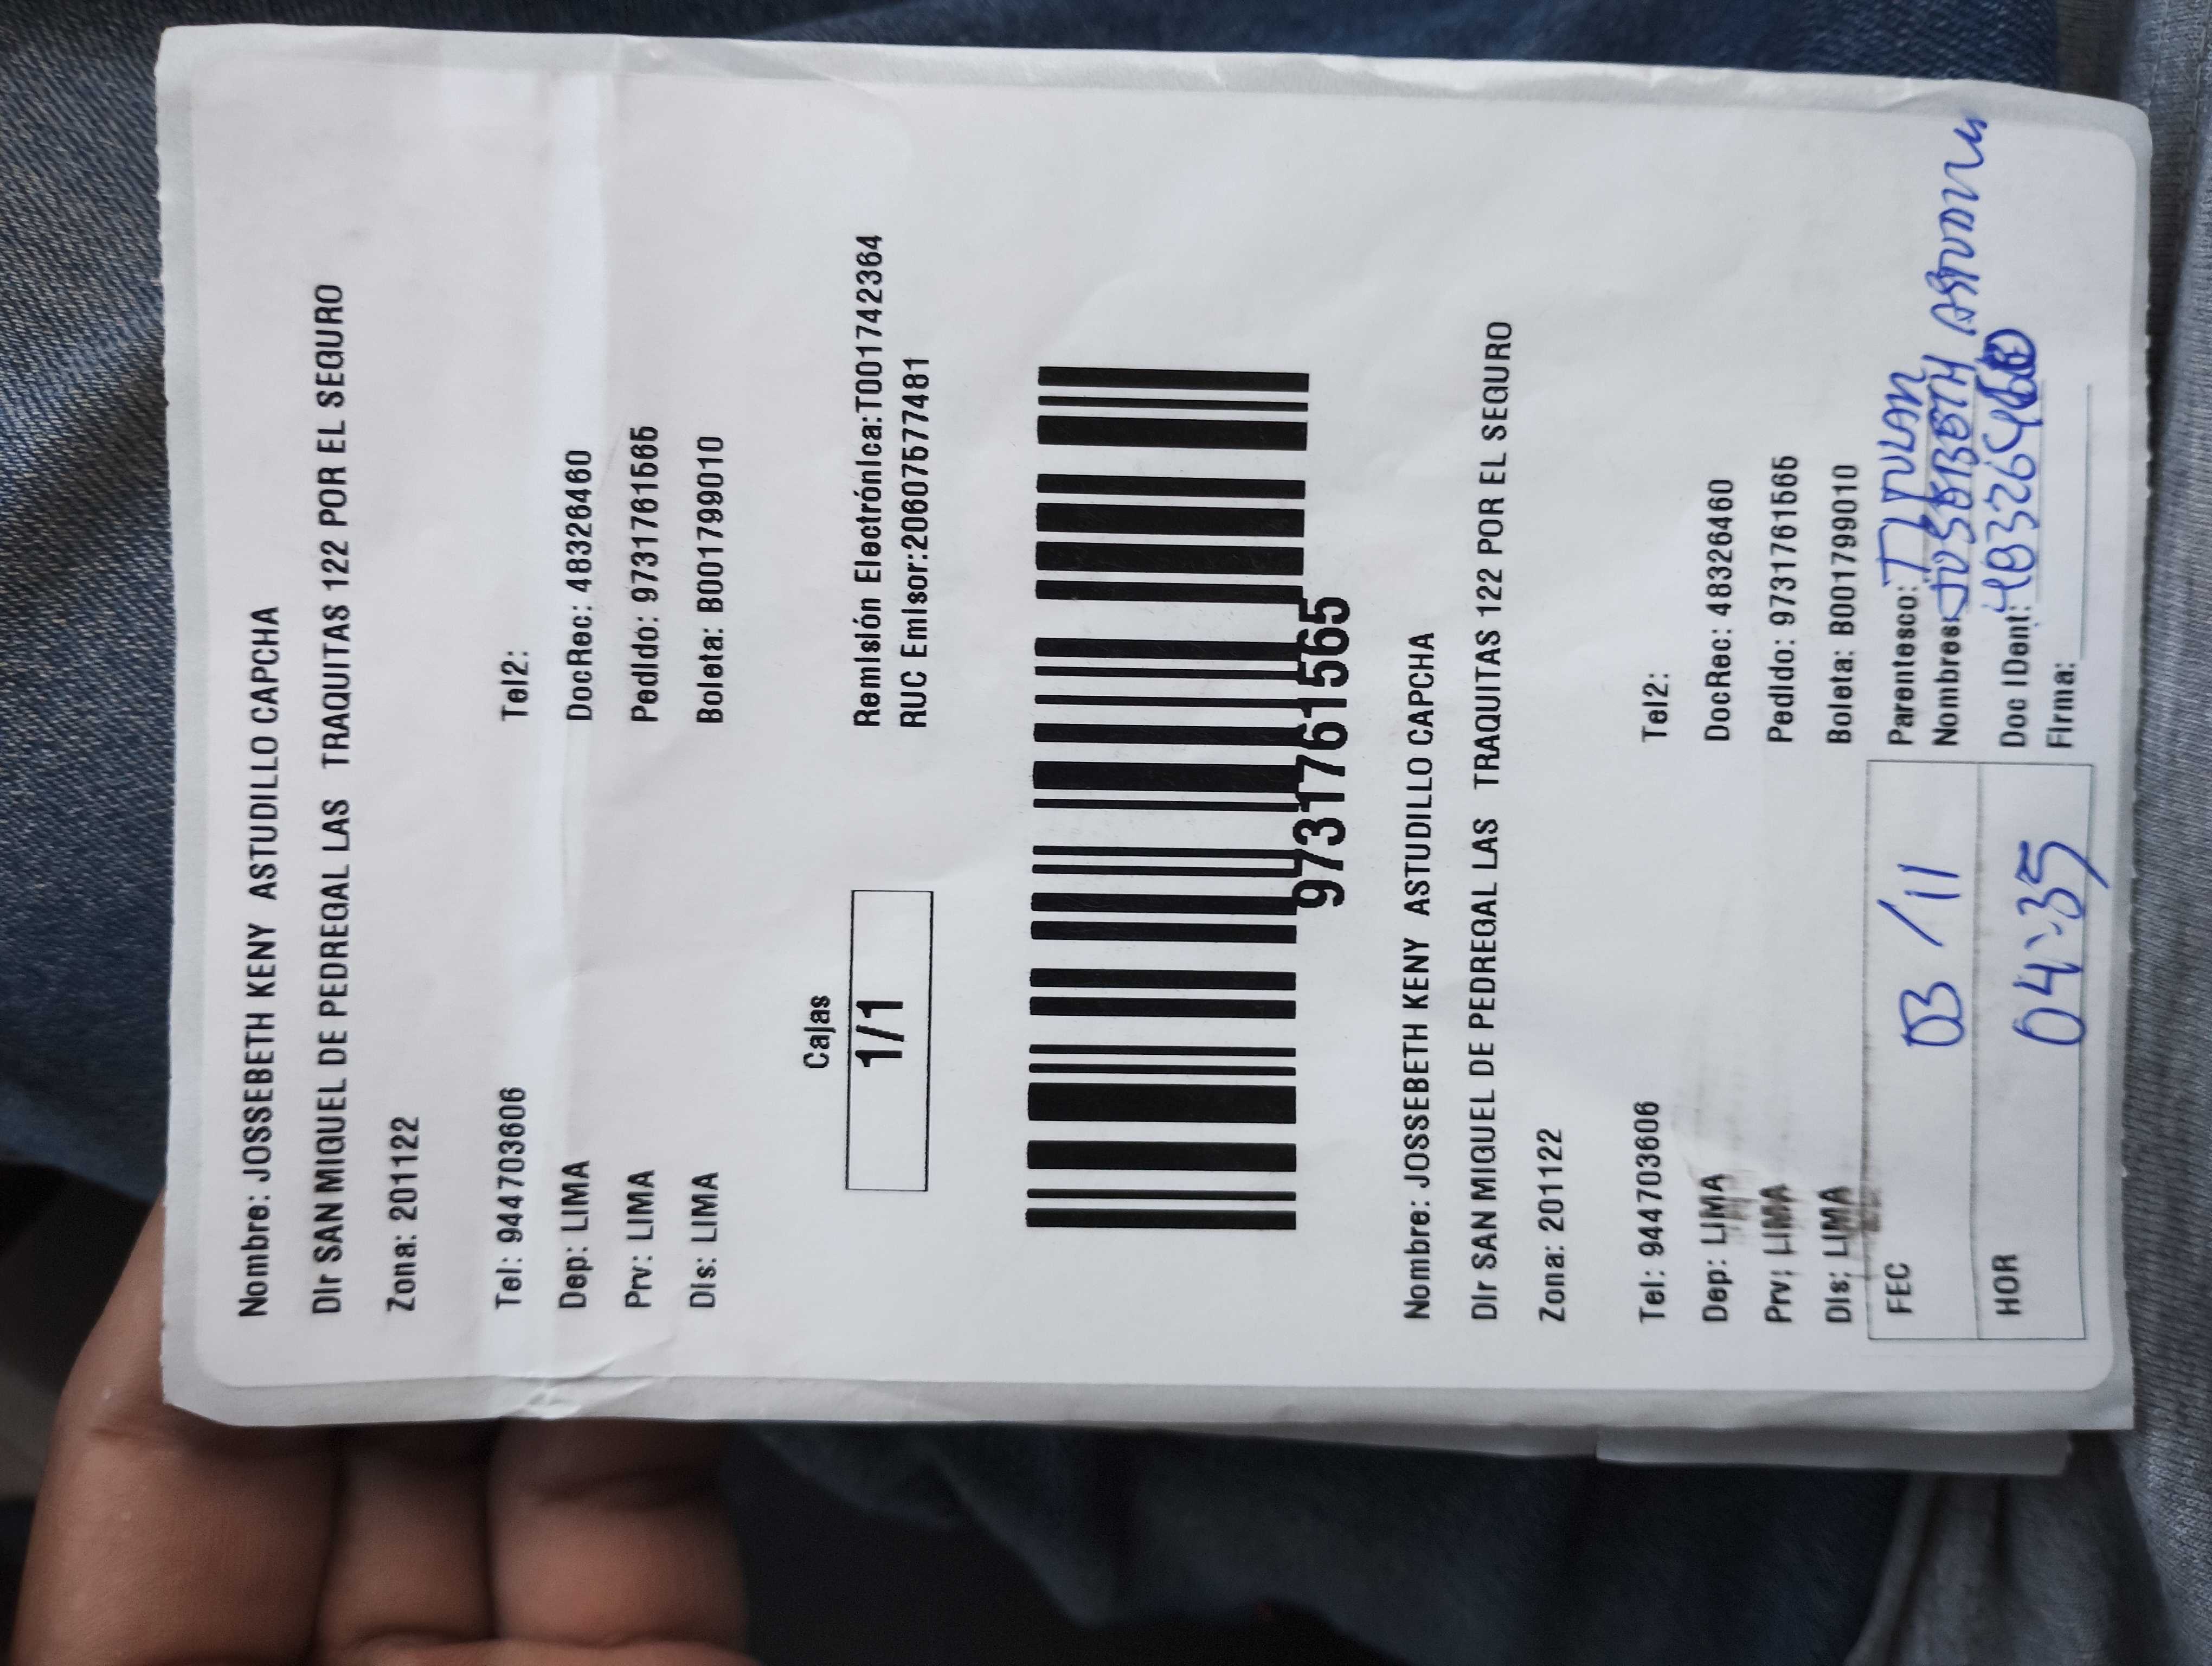 Nombre: JOSSEBETH KENY ASTUDILLO CAPCHA
Dir SAN MIGUEL DE PEDREGAL LAS TRAQUITAS 122 POR EL SEGURO
Zona: 201122
Tel: 944703606 Tel2:
Dep: LIMA DocRec: 48326460
Prv: LIMA Pedido: 9731761565
Dis: LIMA Boleta: B001799010
Cajas
1/1
Remisión Electrónica:T001742364
RUC Emisor:20607577481
9731761565
Nombre: JOSSEBETH KENY ASTUDILLO CAPCHA
Dir SAN MIGUEL DE PEDREGAL LAS TRAQUITAS 122 POR EL SEGURO
Zona: 201122
Tel: 944703606 Tel2:
Dep: LIMA DocRec: 48326460
Prv: LIMA Pedido: 9731761565
Dis: LIMA Boleta: B001799010
FEC 03/11 Parentesco: TITULAR
Nombres:
HOR 04:35 Doc IDent: 48326460
Firma: